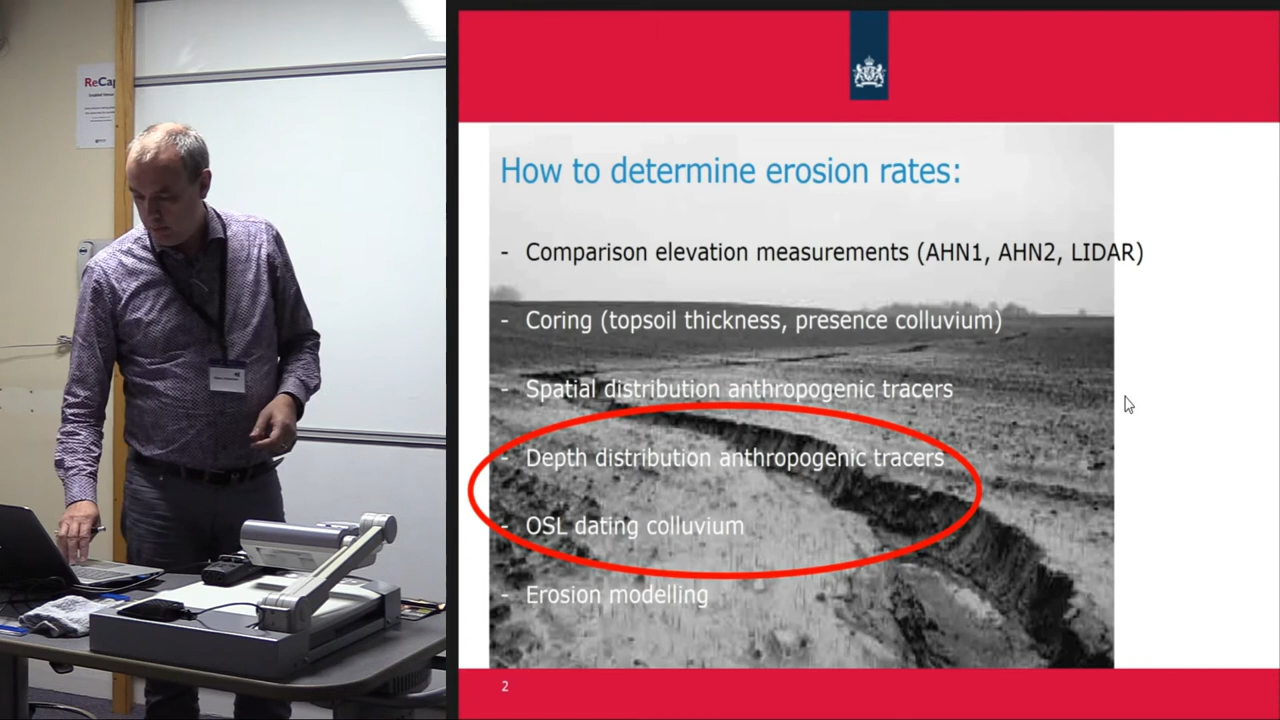 ReCap
How to determine erosion rates:
- Comparison elevation measurements (AHN1, AHN2, LIDAR)
- Coring (topsoil thickness, presence colluvium)
- Spatial distribution anthropogenic tracers
- Depth distribution anthropogenic tracers
- OSL dating colluvium
- Erosion modelling
2